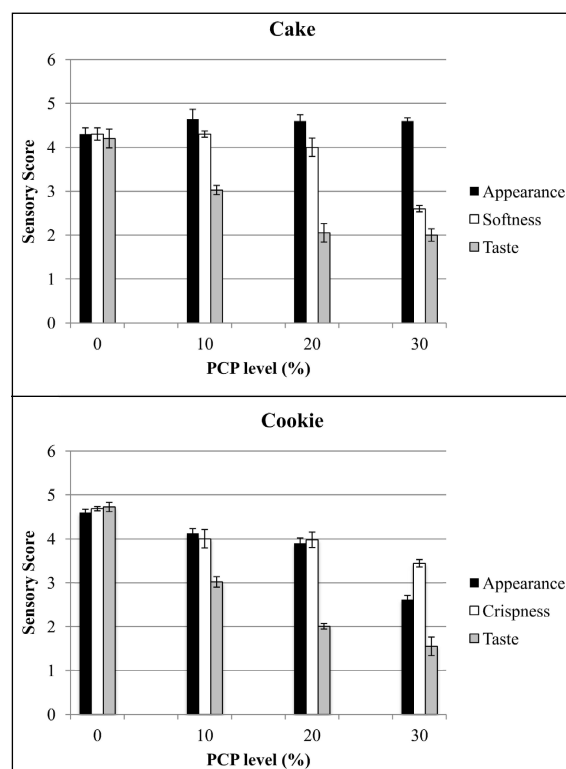 Cake
6
5
4
3
2
1
0
Sensory Score
0 10 20 30
PCP level (%)
Appearance
Softness
Taste
Cookie
6
5
4
3
2
1
0
Sensory Score
0 10 20 30
PCP level (%)
Appearance
Crispness
Taste